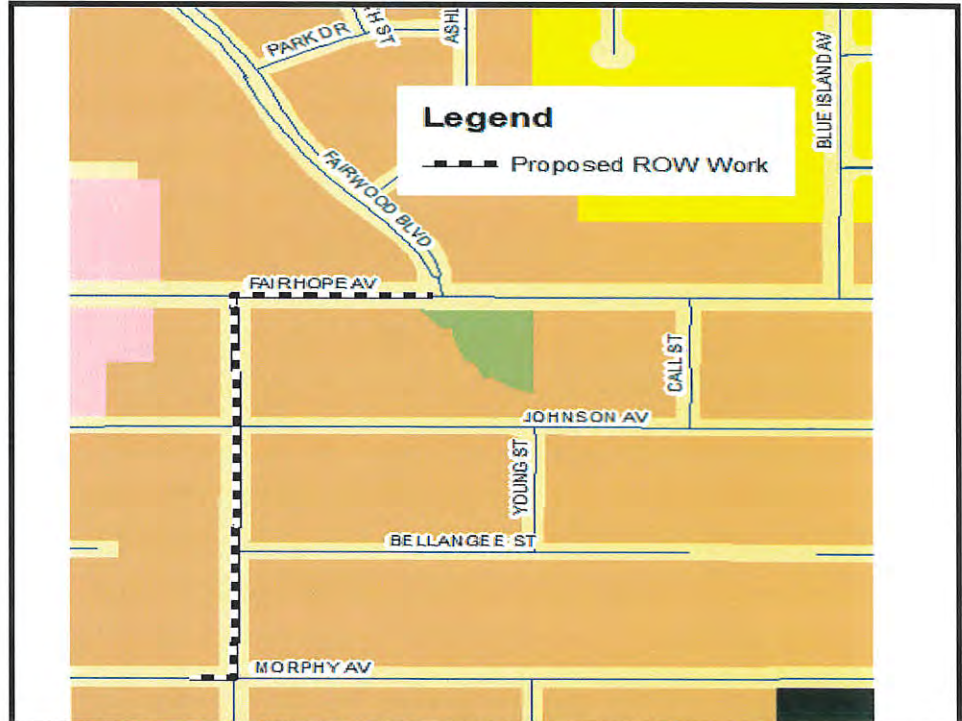 PARK DR
H ST
ASHL
BLUE ISLAND AV
Legend
Proposed ROW Work
FAIRWOOD BLVD
FAIRHOPE AV
CALL ST
JOHNSON AV
YOUNG ST
BELLANGEE ST
MORPHY AV